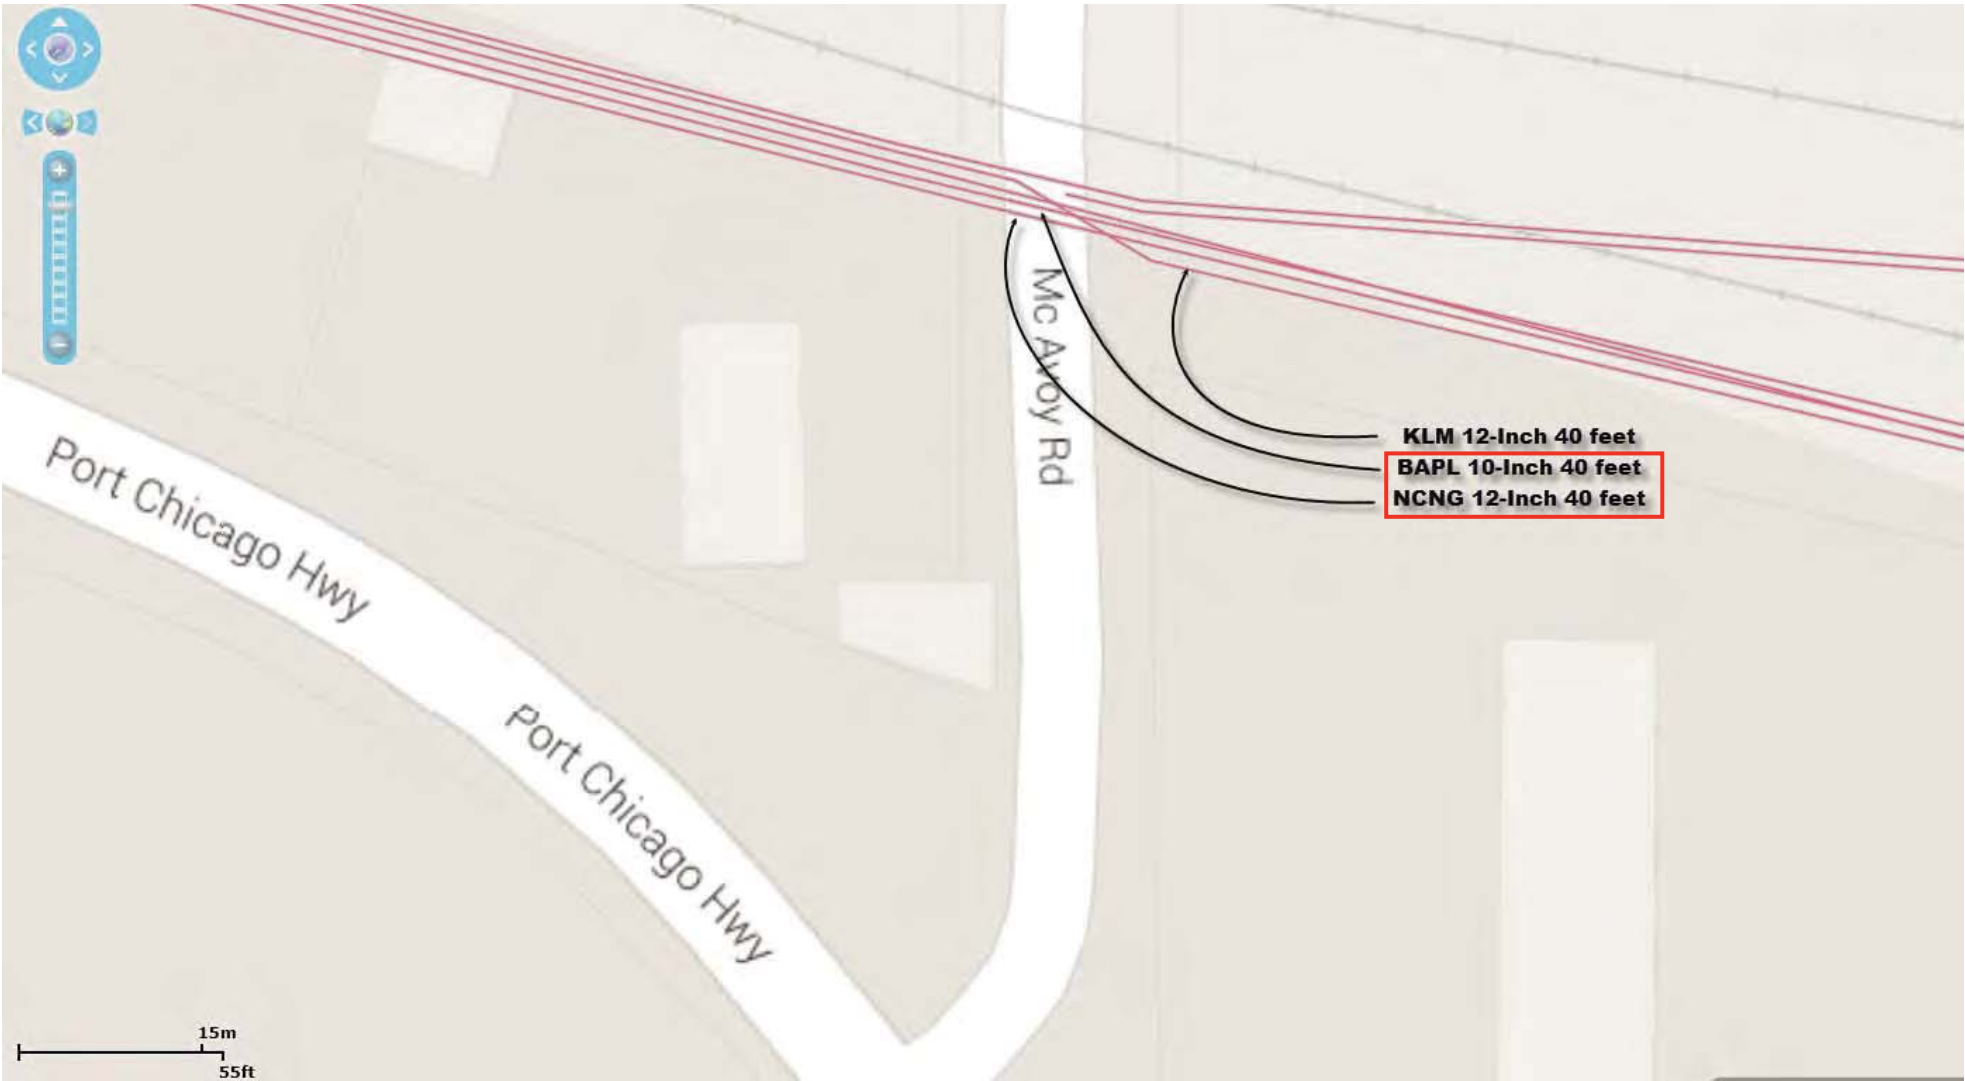 Mc Avoy Rd
KLM 12-Inch 40 feet
BAPL 10-Inch 40 feet
NCNG 12-Inch 40 feet
Port Chicago Hwy
Port Chicago Hwy
15m
55ft